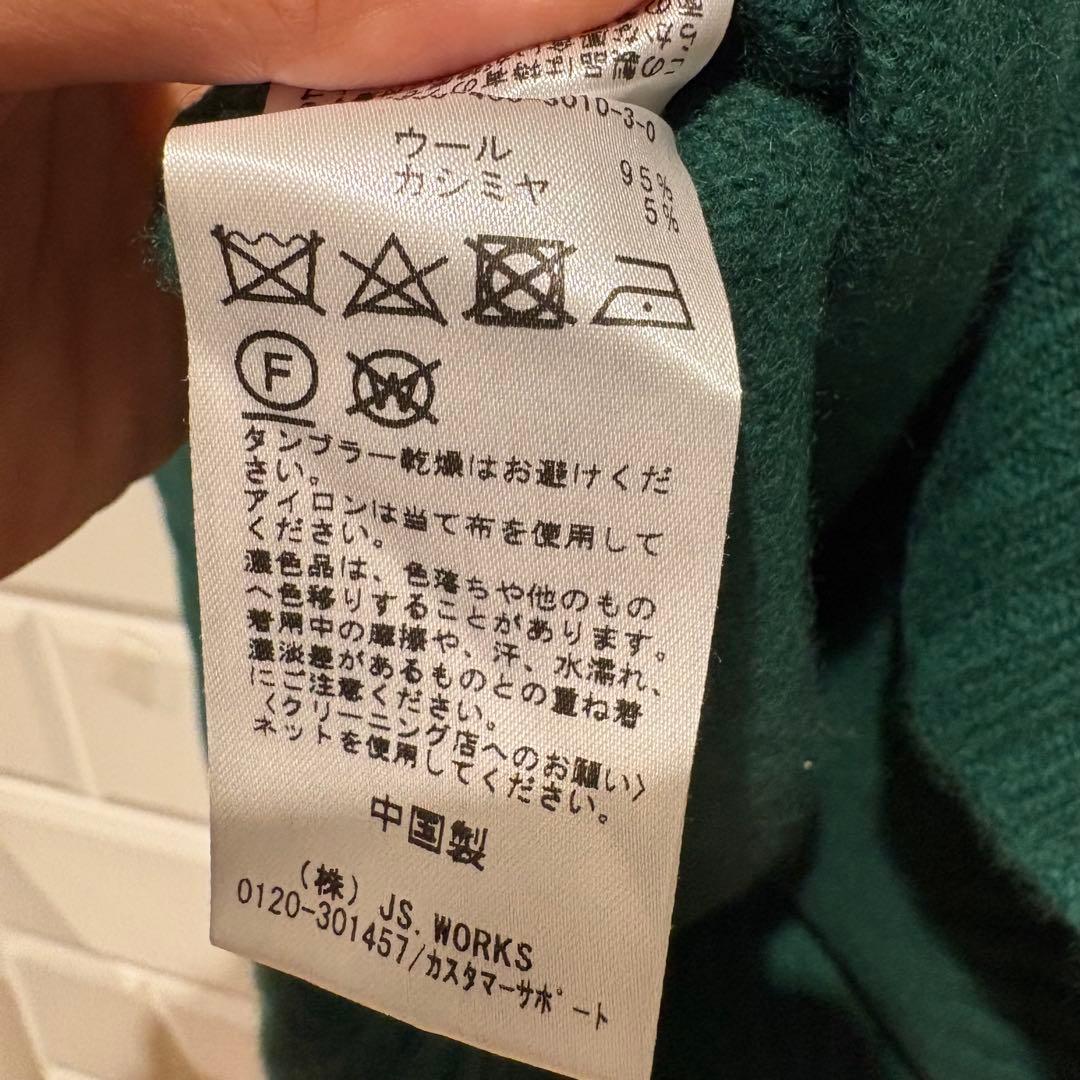 3010-3-0
ウール 95%
カシミヤ 5%
F
W
タンブラー乾燥はお避けくだ
さい。
アイロンは当て布を使用して
ください。
濃色品は、色落ちや他のもの
へ色移りすることがあります。
着用中の摩擦や、汗、水濡れ、
濃淡差があるものとの重ね着
にご注意ください。
〈クリーニング店へのお願い〉
ネットを使用してください。
中国製
(株) JS. WORKS
0120-301457/カスタマーサポート